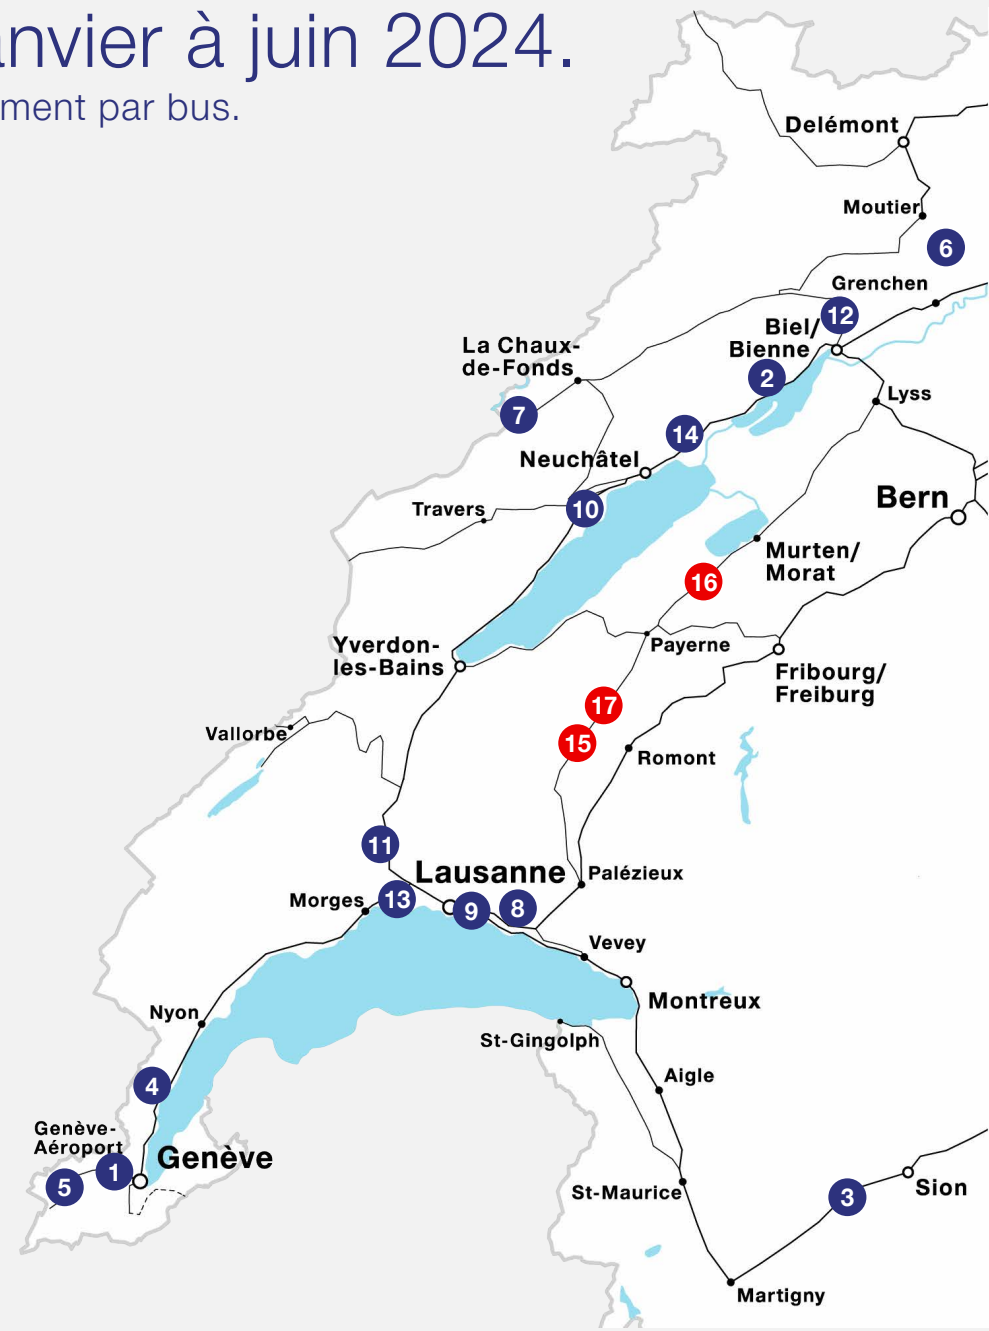 anvier à juin 2024.
ment par bus.
Delémont
Moutier
6
Grenchen
12
Biel/
Bienne
La Chaux-
de-Fonds
2
Lyss
7
14
Neuchâtel
Bern
Travers
10
Murten/
Morat
16
Yverdon-
les-Bains
Payerne
Fribourg/
Freiburg
17
Vallorbe
15
Romont
11
Lausanne
Palézieux
Morges
13
9
8
Vevey
Montreux
Nyon
St-Gingolph
Aigle
4
Genève-
Aéroport
Genève
1
5
St-Maurice
3
Sion
Martigny